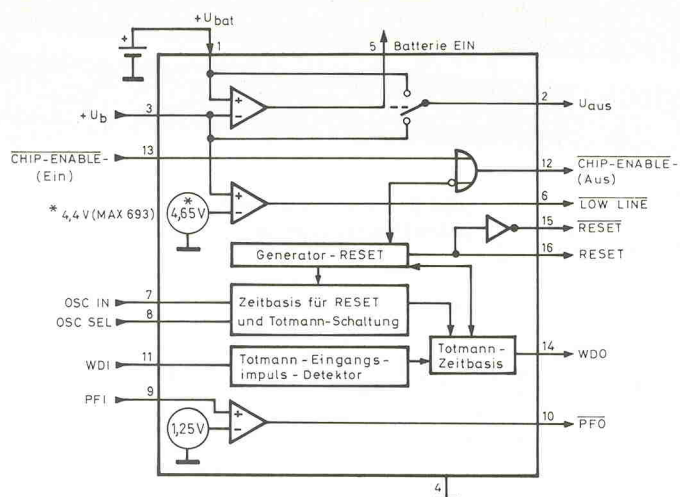 +Ubat
+
1
5 Batterie EIN
+
−
+Ub 3
2 Uaus
CHIP-ENABLE- 13
(Ein)
12 CHIP-ENABLE-
(Aus)
+
−
6 LOW LINE
* 4,4V (MAX 693)
*
4,65V
15 RESET
Generator-RESET
16 RESET
OSC IN 7
OSC SEL 8
Zeitbasis für RESET
und Totmann-Schaltung
WDI 11
Totmann-Eingangs-
impuls-Detektor
Totmann-
Zeitbasis
14 WDO
PFI 9
+
−
1,25V
10 PFO
4